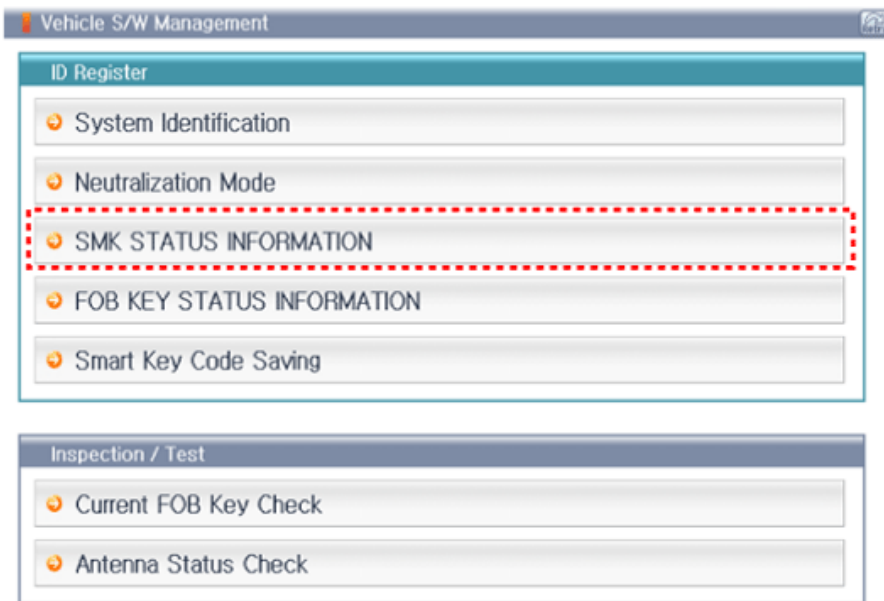 Vehicle S/W Management
ID Register
System Identification
Neutralization Mode
SMK STATUS INFORMATION
FOB KEY STATUS INFORMATION
Smart Key Code Saving
Inspection / Test
Current FOB Key Check
Antenna Status Check